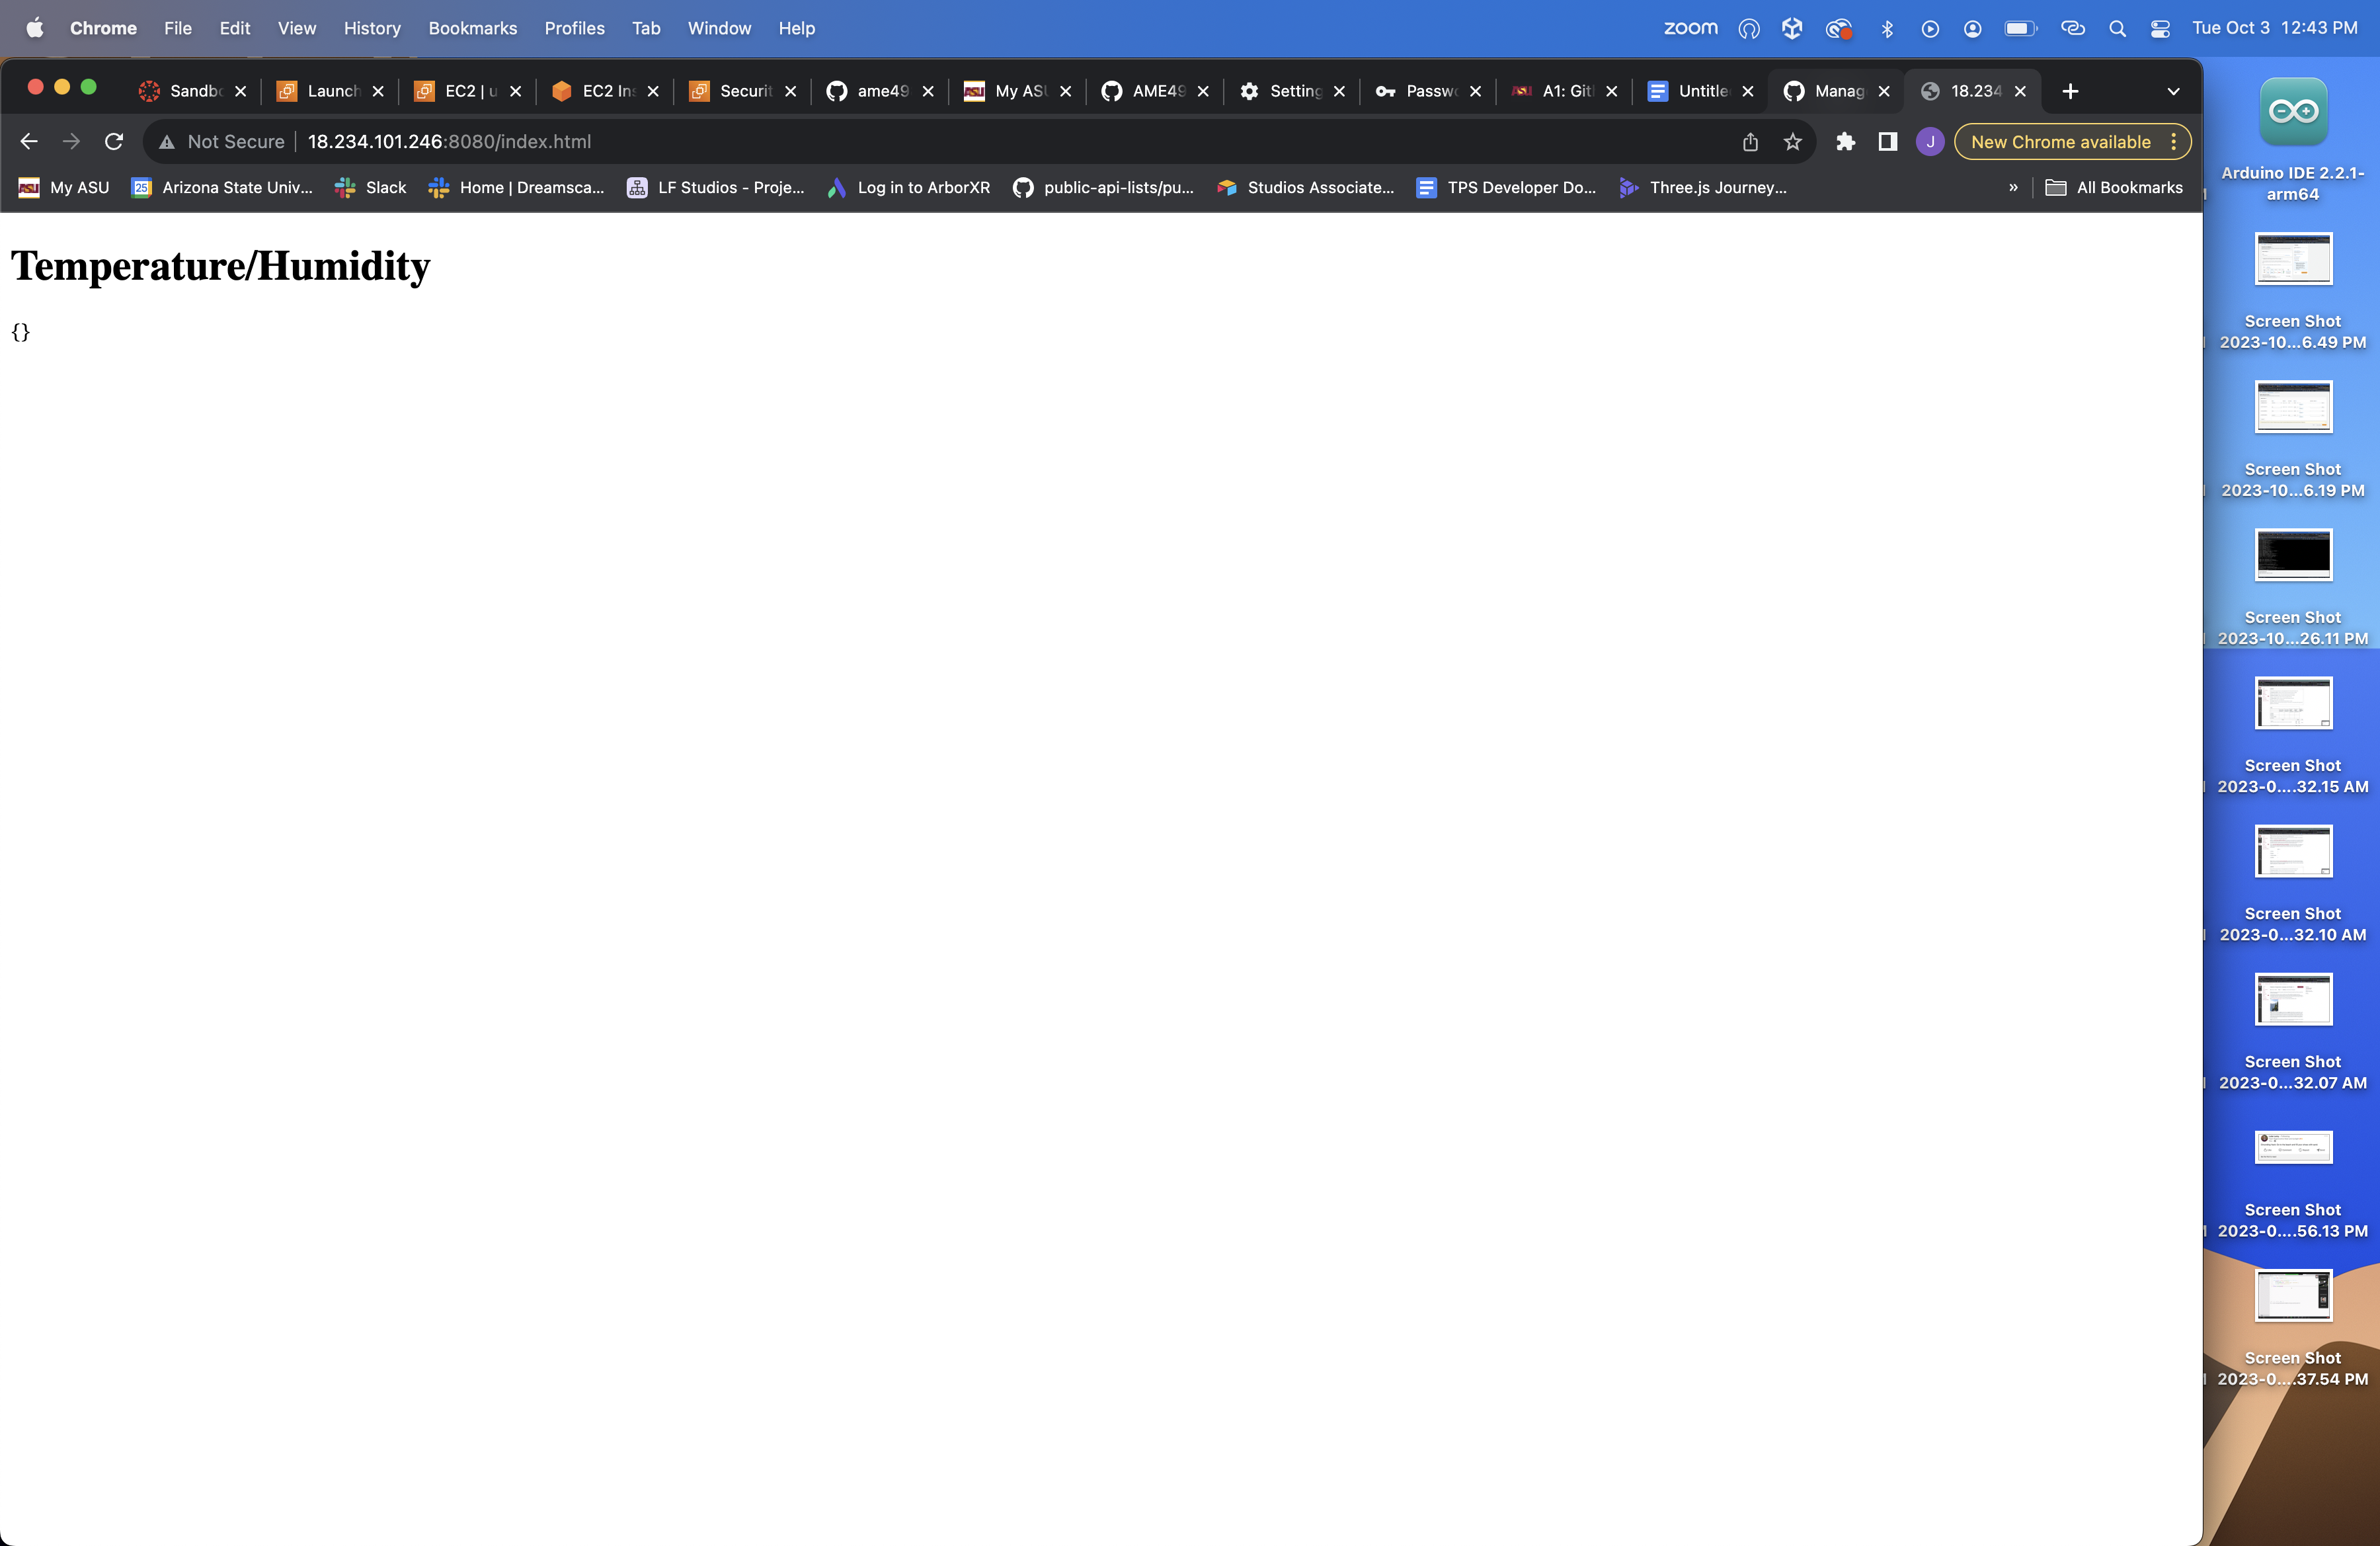 Chrome File Edit View History Bookmarks Profiles Tab Window Help
zoom Tue Oct 3 12:43 PM
Sandbo Launch EC2 | u EC2 Ins Securit ame49 My ASU AME49 Setting Passwo A1: Git Untitle Manag 18.234
Not Secure 18.234.101.246:8080/index.html
J New Chrome available
My ASU 25 Arizona State Univ... Slack Home | Dreamsca... LF Studios - Proje... Log in to ArborXR public-api-lists/pu... Studios Associate... TPS Developer Do... Three.js Journey... » All Bookmarks
Temperature/Humidity
{}
Arduino IDE 2.2.1-
arm64
Screen Shot
2023-10...6.49 PM
Screen Shot
2023-10...6.19 PM
Screen Shot
2023-10...26.11 PM
Screen Shot
2023-0....32.15 AM
Screen Shot
2023-0...32.10 AM
Screen Shot
2023-0...32.07 AM
Screen Shot
2023-0....56.13 PM
Screen Shot
2023-0....37.54 PM